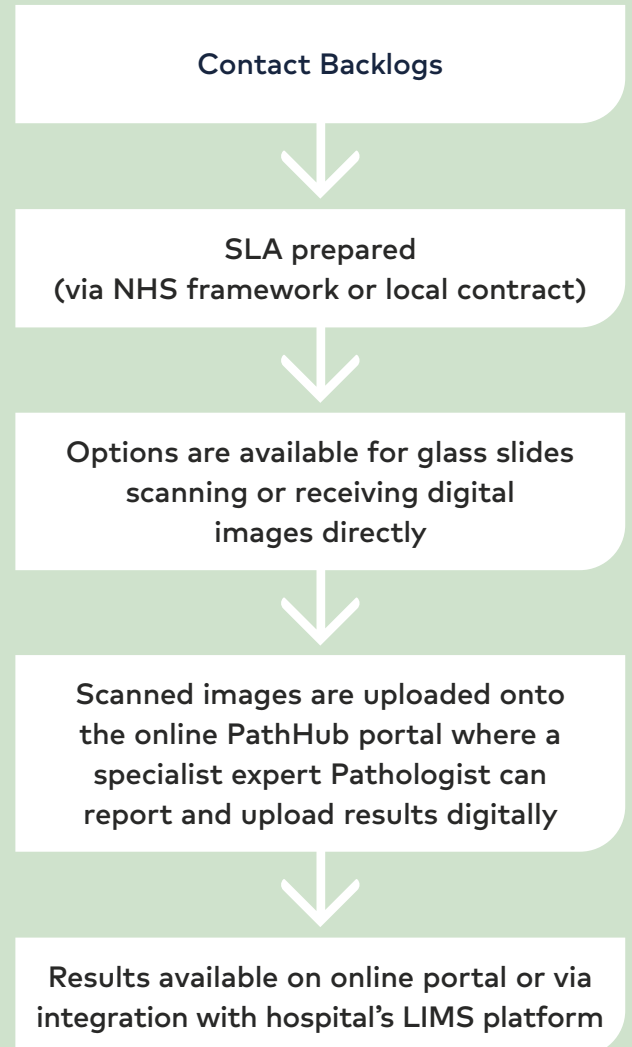 Contact Backlogs
SLA prepared
(via NHS framework or local contract)
Options are available for glass slides
scanning or receiving digital
images directly
Scanned images are uploaded onto
the online PathHub portal where a
specialist expert Pathologist can
report and upload results digitally
Results available on online portal or via
integration with hospital’s LIMS platform